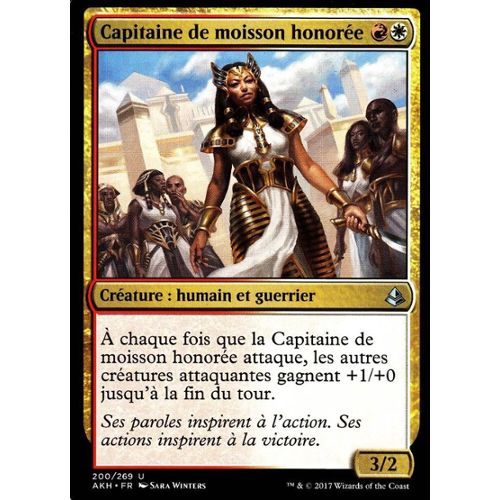 Capitaine de moisson honorée
Créature : humain et guerrier
À chaque fois que la Capitaine de
moisson honorée attaque, les autres
créatures attaquantes gagnent +1/+0
jusqu'à la fin du tour.
Ses paroles inspirent à l'action. Ses
actions inspirent à la victoire.
3/2
200/269 U
AKH • FR SARA WINTERS
™ & © 2017 Wizards of the Coast